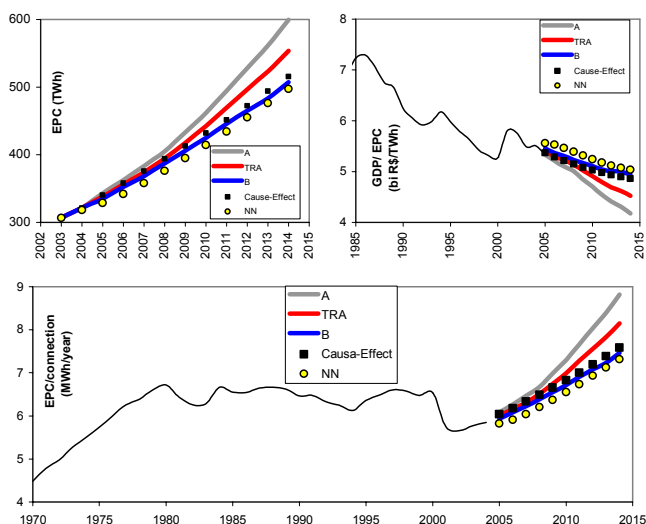 600
500
400
300
EPC (TWh)
2002
2003
2004
2005
2006
2007
2008
2009
2010
2011
2012
2013
2014
2015
A
TRA
B
Cause-Effect
NN
8
7
6
5
4
GDP/ EPC
(bi R$/TWh)
1985
1990
1995
2000
2005
2010
2015
A
TRA
B
Cause-Effect
NN
9
8
7
6
5
4
EPC/connection
(MWh/year)
1970
1975
1980
1985
1990
1995
2000
2005
2010
2015
A
TRA
B
Causa-Effect
NN